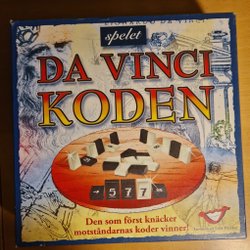 spelet
DA VINCI
KODEN
5 7 7
Den som först knäcker
motståndarnas koder vinner!